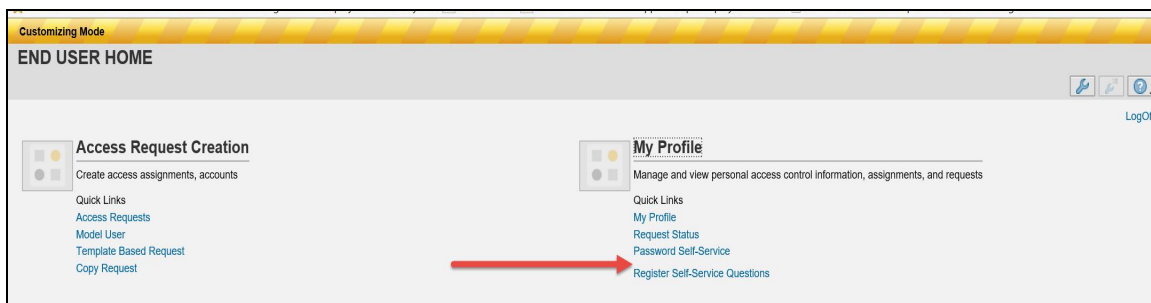 Customizing Mode
END USER HOME
LogOf
Access Request Creation
Create access assignments, accounts
Quick Links
Access Requests
Model User
Template Based Request
Copy Request
My Profile
Manage and view personal access control information, assignments, and requests
Quick Links
My Profile
Request Status
Password Self-Service
Register Self-Service Questions